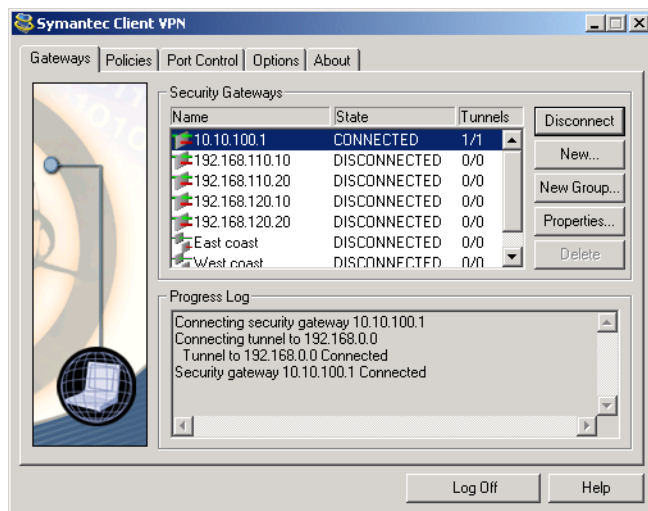 Symantec Client VPN
Gateways Policies Port Control Options About
Security Gateways
Name State Tunnels
10.10.100.1 CONNECTED 1/1
192.168.110.10 DISCONNECTED 0/0
192.168.110.20 DISCONNECTED 0/0
192.168.120.10 DISCONNECTED 0/0
192.168.120.20 DISCONNECTED 0/0
East coast DISCONNECTED 0/0
West coast DISCONNECTED 0/0
Disconnect
New...
New Group...
Properties...
Delete
Progress Log
Connecting security gateway 10.10.100.1
Connecting tunnel to 192.168.0.0
Tunnel to 192.168.0.0 Connected
Security gateway 10.10.100.1 Connected
Log Off Help